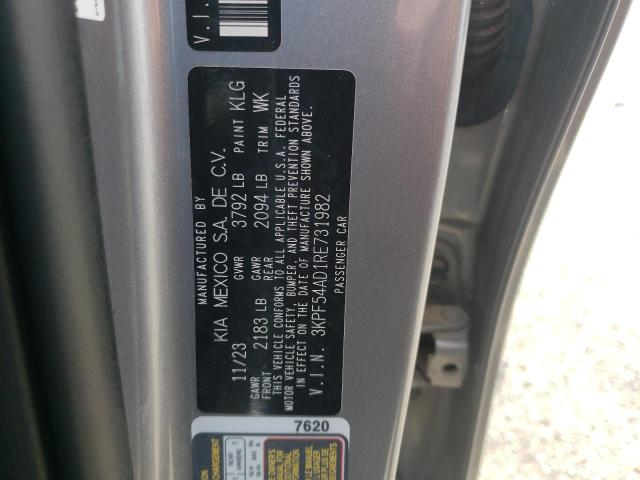 V.I.
MANUFACTURED BY
KIA MEXICO S.A. DE C.V.
11/23 GVWR 3792 LB PAINT KLG
GAWR FRONT 2183 LB GAWR REAR 2094 LB TRIM WK
THIS VEHICLE CONFORMS TO ALL APPLICABLE U.S.A. FEDERAL
MOTOR VEHICLE SAFETY, BUMPER, AND THEFT PREVENTION STANDARDS
IN EFFECT ON THE DATE OF MANUFACTURE SHOWN ABOVE.
V.I.N. 3KPF54AD1RE731982
PASSENGER CAR
7620